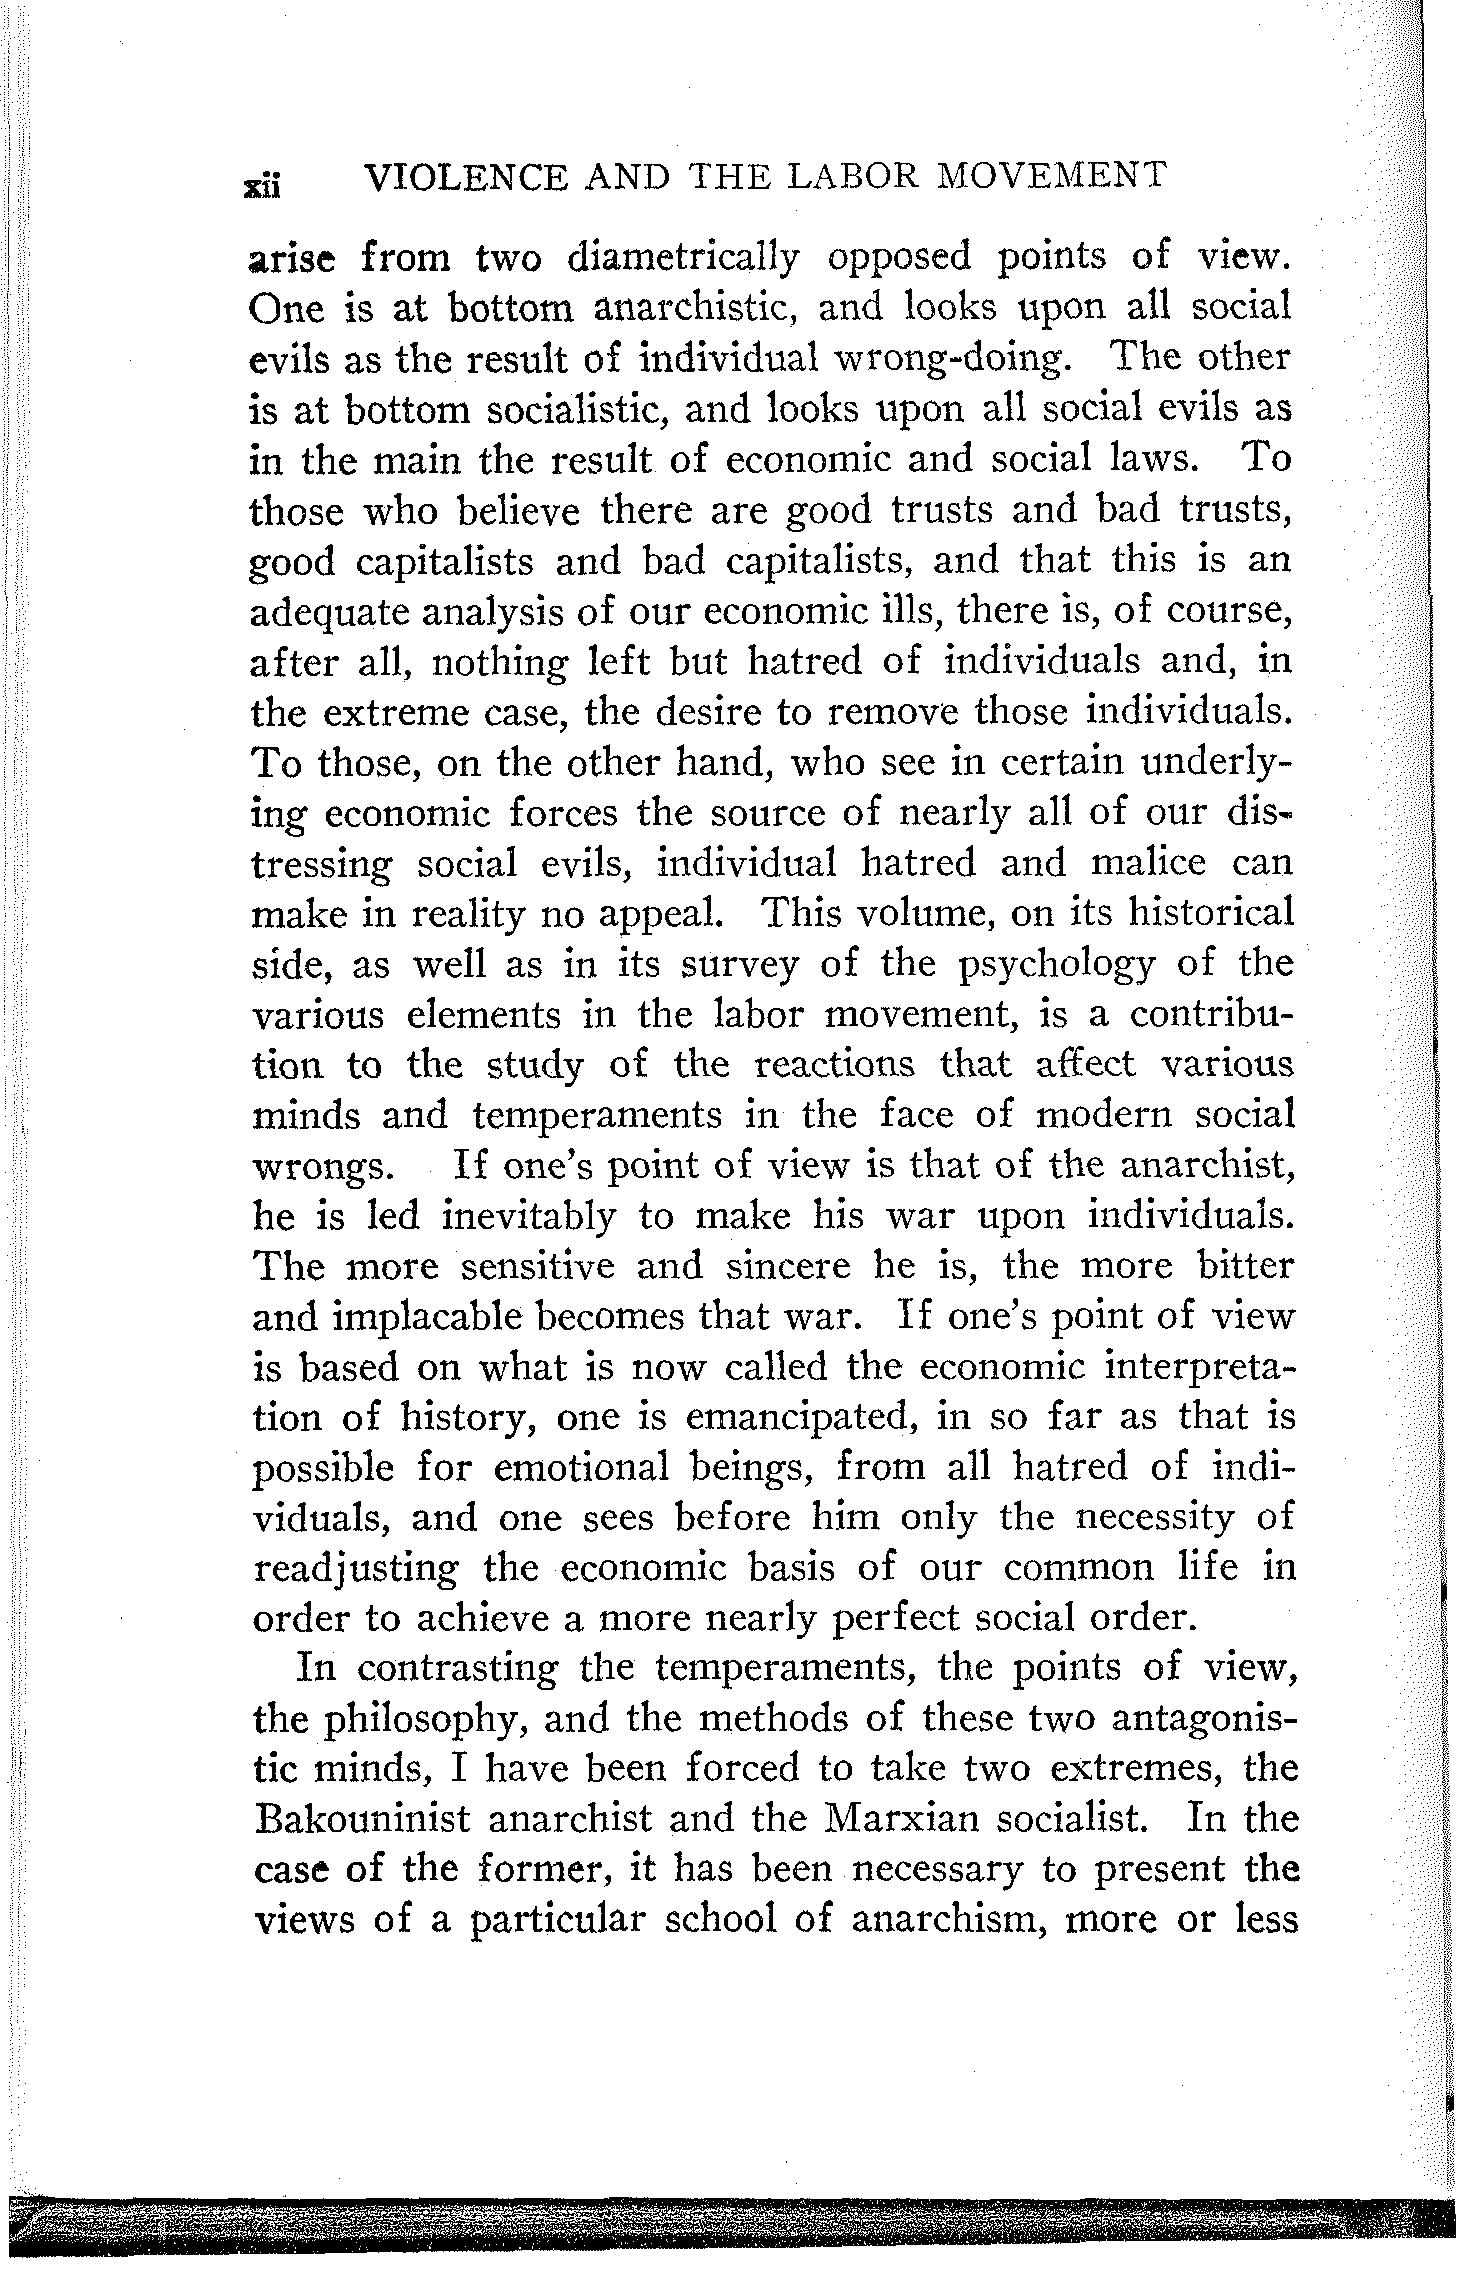 xii VIOLENCE AND THE LABOR MOVEMENT
arise from two diametrically opposed points of view.
One is at bottom anarchistic, and looks upon all social
evils as the result of individual wrong-doing. The other
is at bottom socialistic, and looks upon all social evils as
in the main the result of economic and social laws. To
those who believe there are good trusts and bad trusts,
good capitalists and bad capitalists, and that this is an
adequate analysis of our economic ills, there is, of course,
after all, nothing left but hatred of individuals and, in
the extreme case, the desire to remove those individuals.
To those, on the other hand, who see in certain underly-
ing economic forces the source of nearly all of our dis-
tressing social evils, individual hatred and malice can
make in reality no appeal. This volume, on its historical
side, as well as in its survey of the psychology of the
various elements in the labor movement, is a contribu-
tion to the study of the reactions that affect various
minds and temperaments in the face of modern social
wrongs. If one's point of view is that of the anarchist,
he is led inevitably to make his war upon individuals.
The more sensitive and sincere he is, the more bitter
and implacable becomes that war. If one's point of view
is based on what is now called the economic interpreta-
tion of history, one is emancipated, in so far as that is
possible for emotional beings, from all hatred of indi-
viduals, and one sees before him only the necessity of
readjusting the economic basis of our common life in
order to achieve a more nearly perfect social order.
In contrasting the temperaments, the points of view,
the philosophy, and the methods of these two antagonis-
tic minds, I have been forced to take two extremes, the
Bakouninist anarchist and the Marxian socialist. In the
case of the former, it has been necessary to present the
views of a particular school of anarchism, more or less